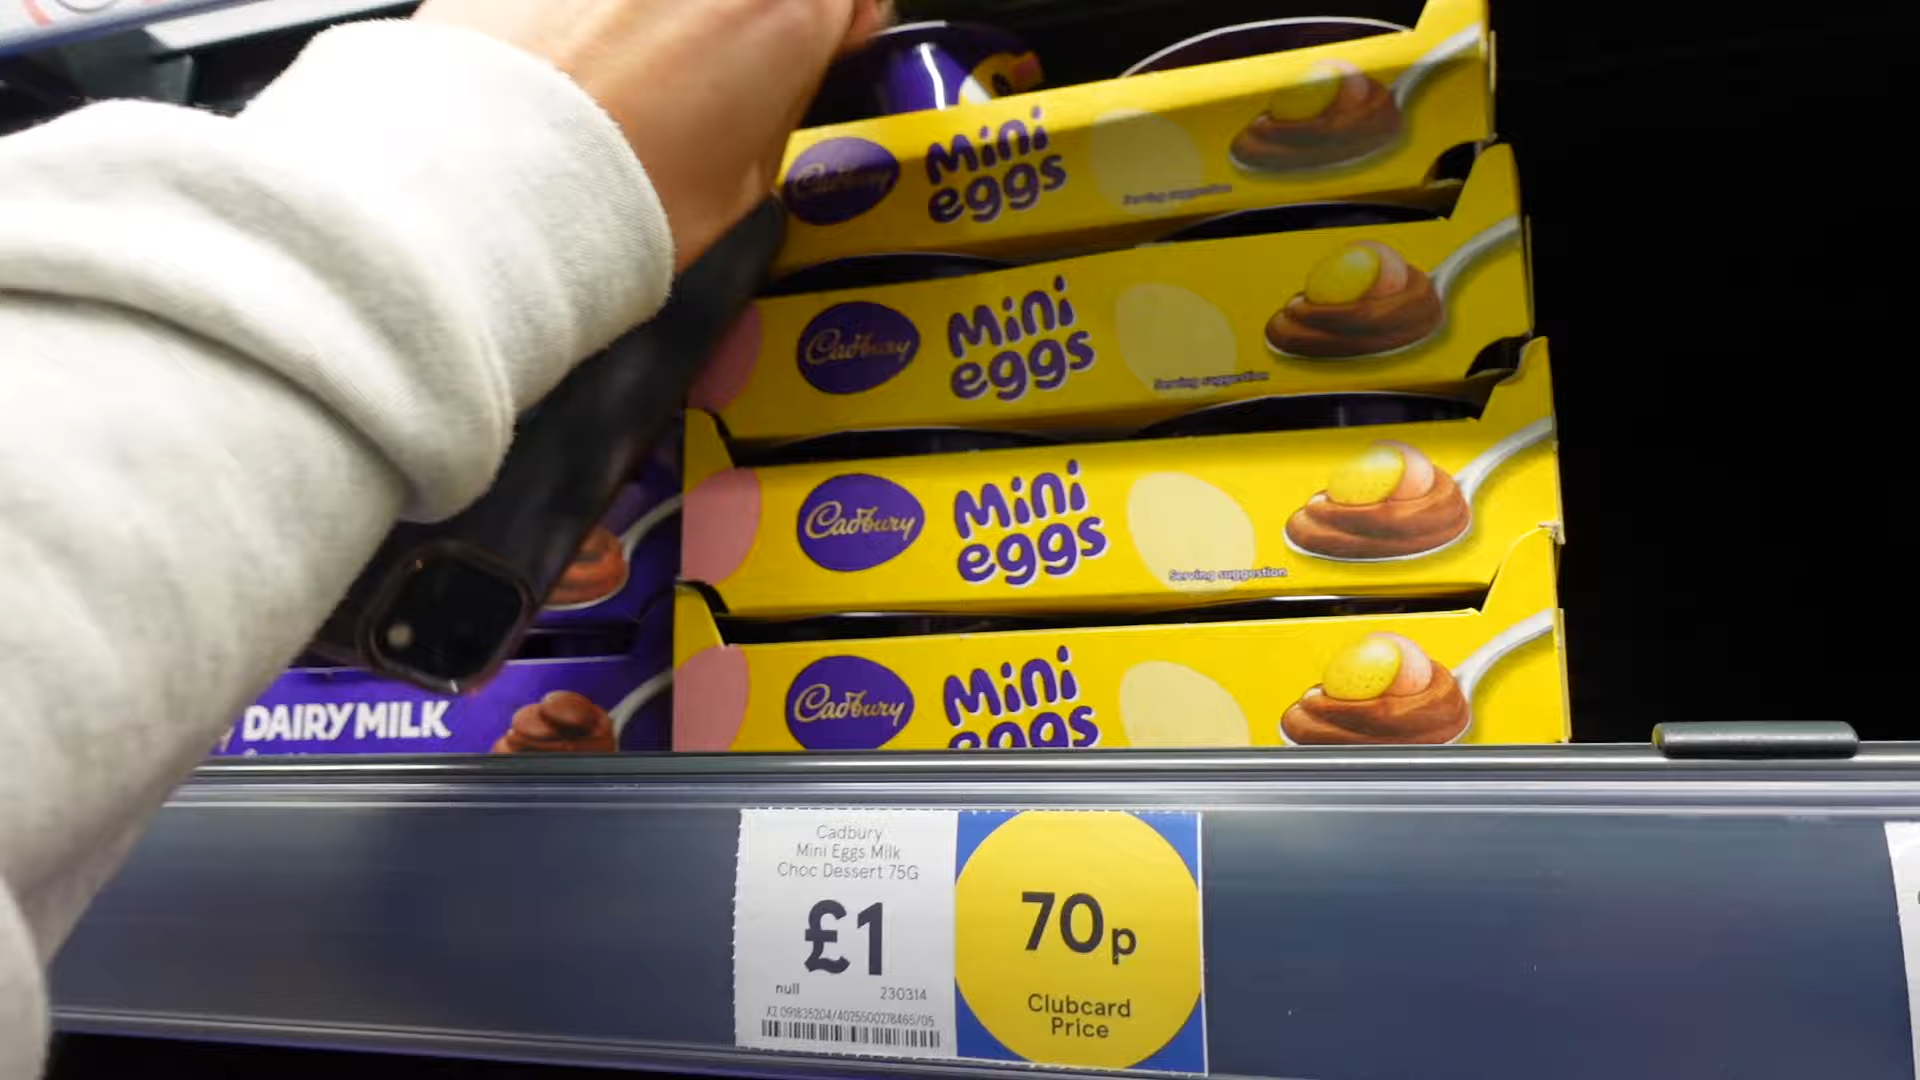 Cadbury
Mini
eggs
Serving suggestion
Cadbury
Mini
eggs
Serving suggestion
Cadbury
Mini
eggs
Serving suggestion
Cadbury
Mini
eggs
DAIRY MILK
Cadbury
Mini Eggs Milk
Choc Dessert 75G
£1
null 230314
70p
Clubcard
Price